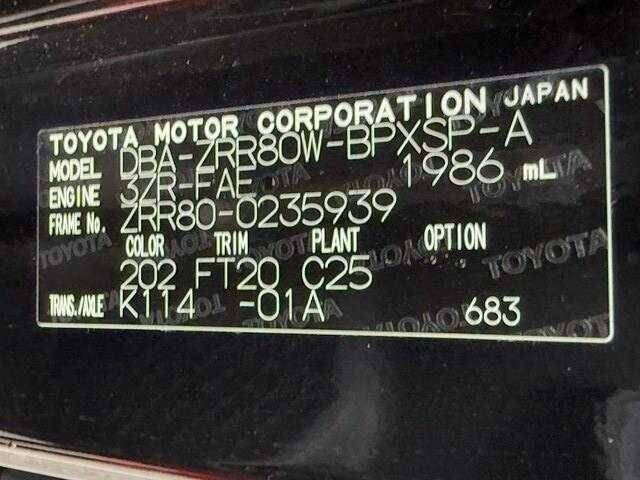 TOYOTA MOTOR CORPORATION JAPAN
MODEL DBA-ZRR80W-BPXSP-A
ENGINE 3ZR-FAE 1986 mL
FRAME No. ZRR80-0235939
COLOR TRIM PLANT OPTION
202 FT20 C25
TRANS./AXLE K114 -01A 683